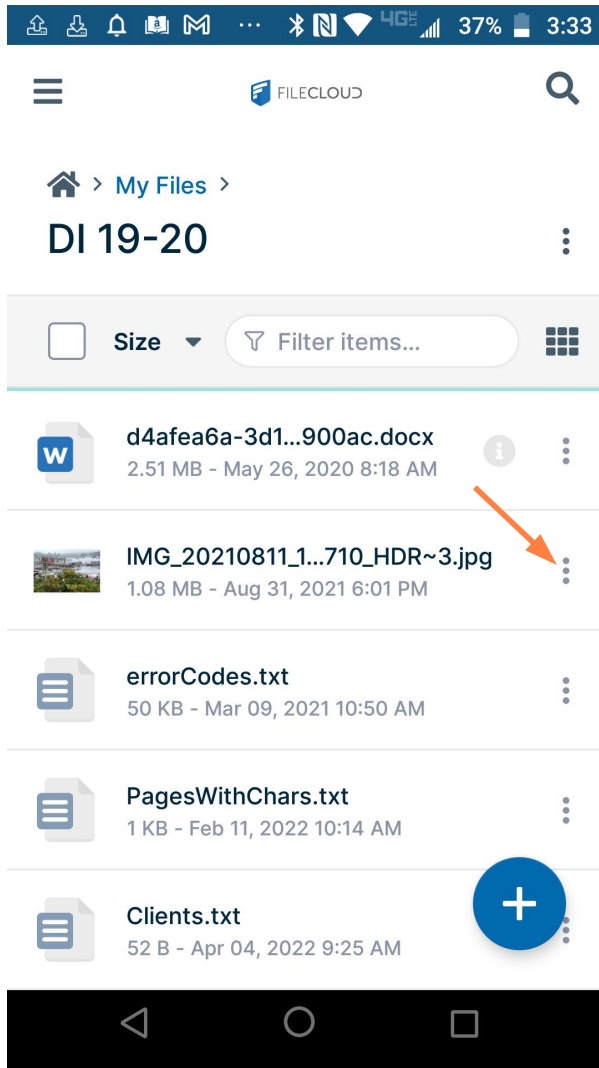 4G LTE 37% 3:33
FILECLOUD
My Files
DI 19-20
Size Filter items...
W
d4afea6a-3d1...900ac.docx
2.51 MB - May 26, 2020 8:18 AM
IMG_20210811_1...710_HDR~3.jpg
1.08 MB - Aug 31, 2021 6:01 PM
errorCodes.txt
50 KB - Mar 09, 2021 10:50 AM
PagesWithChars.txt
1 KB - Feb 11, 2022 10:14 AM
Clients.txt
52 B - Apr 04, 2022 9:25 AM